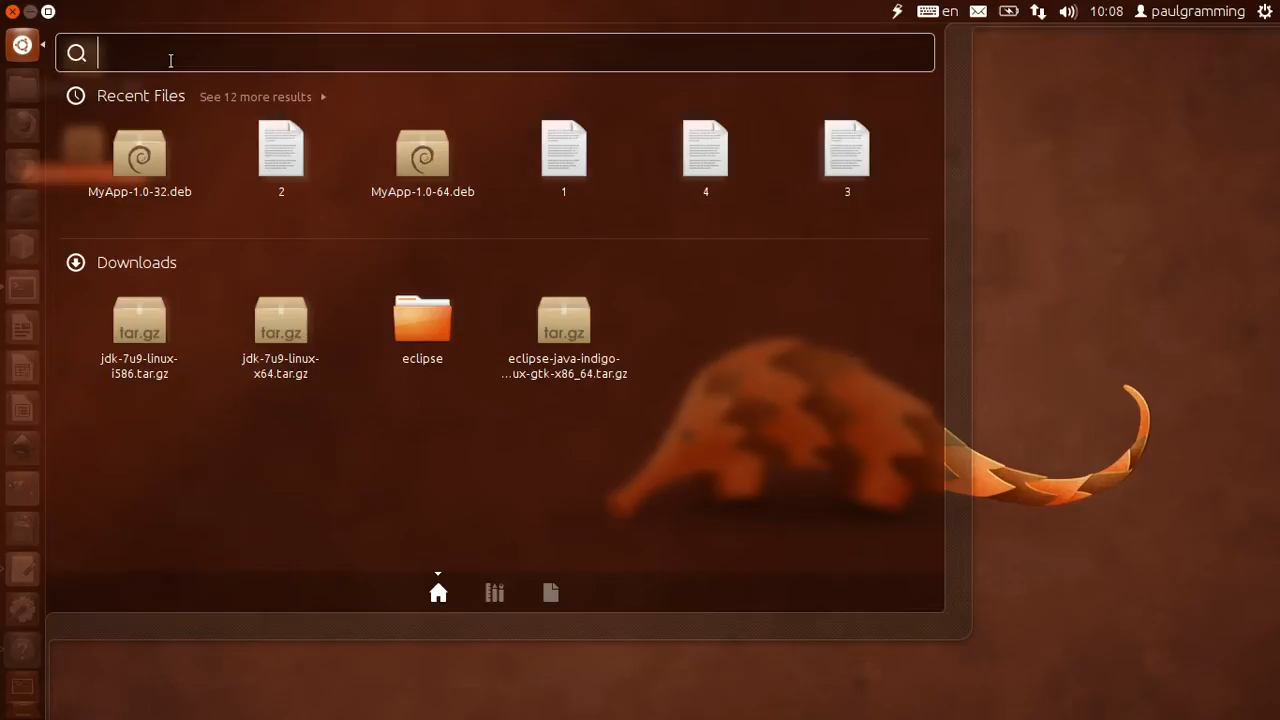 en 10:08 paulgramming
Recent Files See 12 more results
MyApp-1.0-32.deb 2 MyApp-1.0-64.deb 1 4 3
Downloads
tar.gz tar.gz tar.gz
jdk-7u9-linux- jdk-7u9-linux- eclipse eclipse-java-indigo-
i586.tar.gz x64.tar.gz ...ux-gtk-x86_64.tar.gz